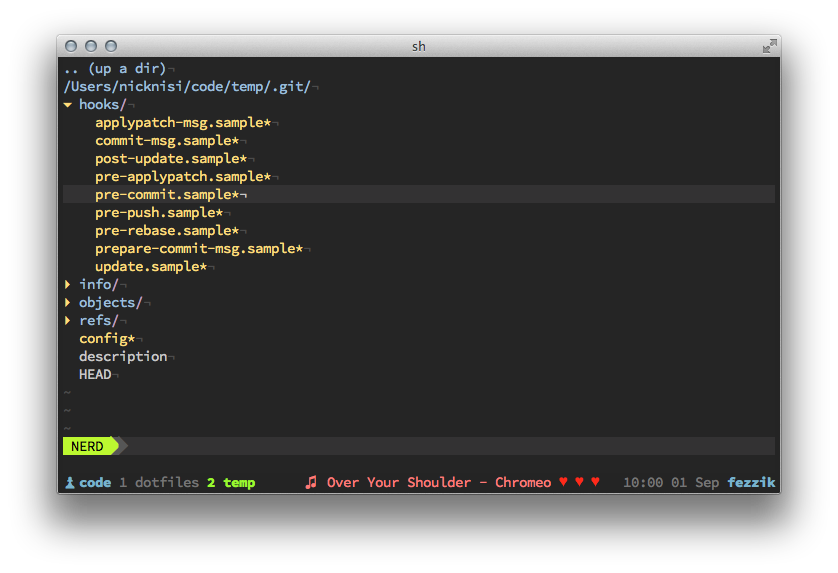 sh
.. (up a dir)¬
/Users/nicknisi/code/temp/.git/¬
▾ hooks/¬
applypatch-msg.sample*¬
commit-msg.sample*¬
post-update.sample*¬
pre-applypatch.sample*¬
pre-commit.sample*¬
pre-push.sample*¬
pre-rebase.sample*¬
prepare-commit-msg.sample*¬
update.sample*¬
▸ info/¬
▸ objects/¬
▸ refs/¬
config*¬
description¬
HEAD¬
~
~
~
NERD
code 1 dotfiles 2 temp ♫ Over Your Shoulder - Chromeo ♥ ♥ ♥ 10:00 01 Sep fezzik